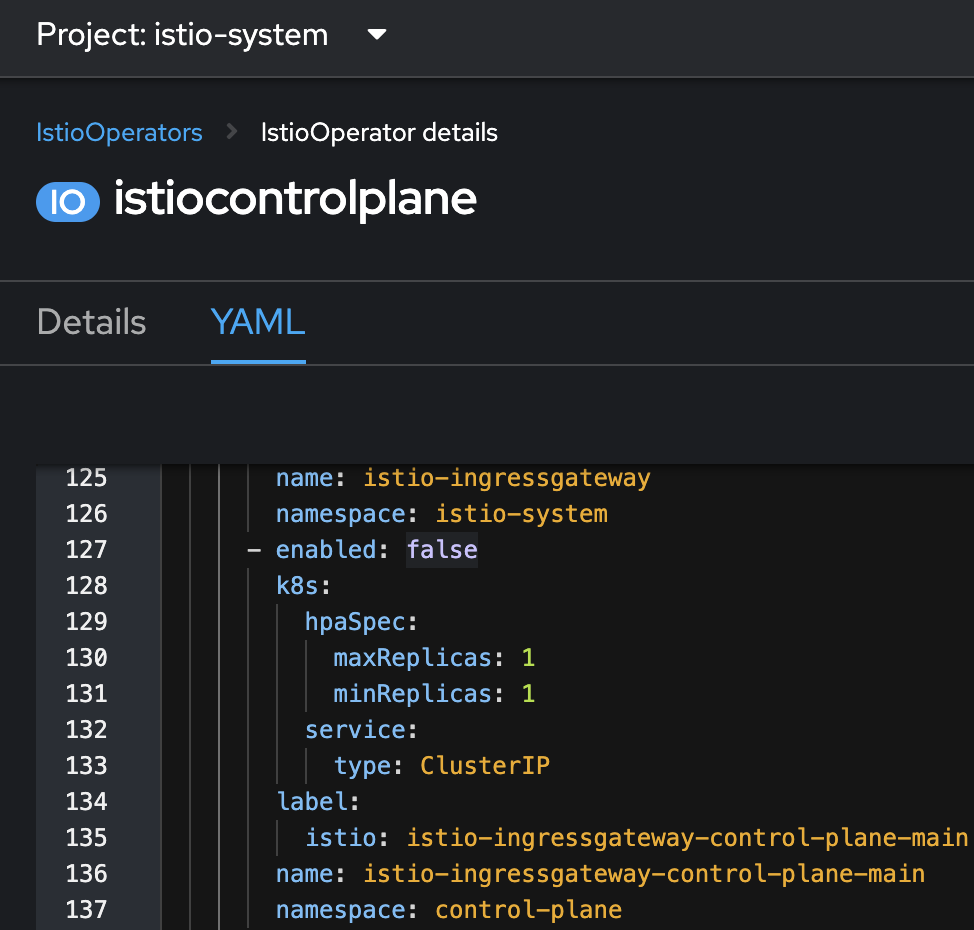 Project: istio-system
IstioOperators > IstioOperator details
IO istiocontrolplane
Details YAML
125 name: istio-ingressgateway
126 namespace: istio-system
127 - enabled: false
128 k8s:
129 hpaSpec:
130 maxReplicas: 1
131 minReplicas: 1
132 service:
133 type: ClusterIP
134 label:
135 istio: istio-ingressgateway-control-plane-main
136 name: istio-ingressgateway-control-plane-main
137 namespace: control-plane